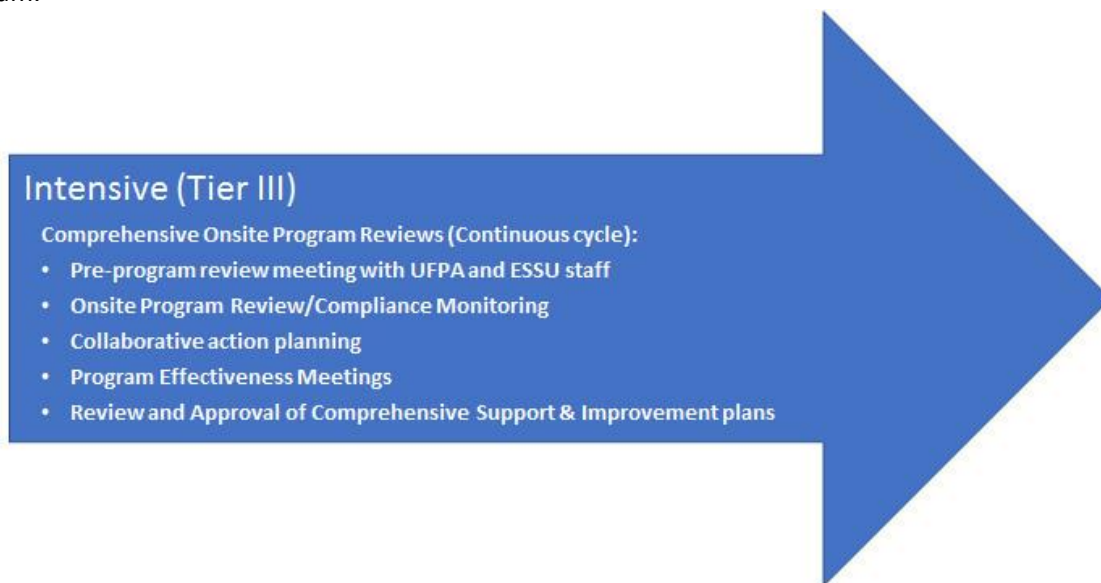 Intensive (Tier III)
Comprehensive Onsite Program Reviews (Continuous cycle):
• Pre-program review meeting with UFPA and ESSU staff
• Onsite Program Review/Compliance Monitoring
• Collaborative action planning
• Program Effectiveness Meetings
• Review and Approval of Comprehensive Support & Improvement plans